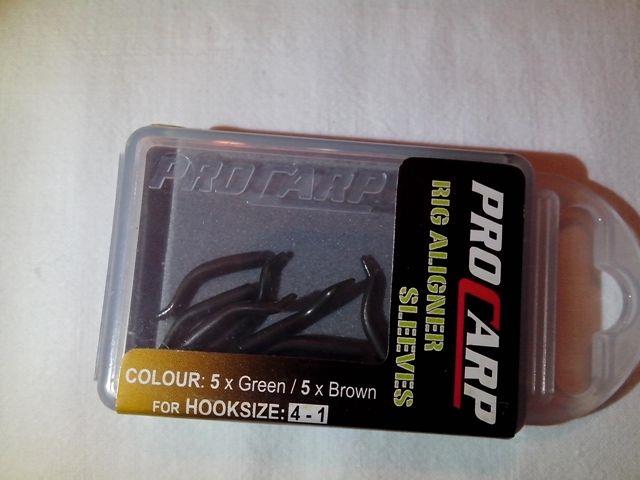 PROCARP
PROCARP
RIG ALIGNER
SLEEVES
COLOUR: 5 x Green / 5 x Brown
FOR HOOKSIZE: 4 - 1